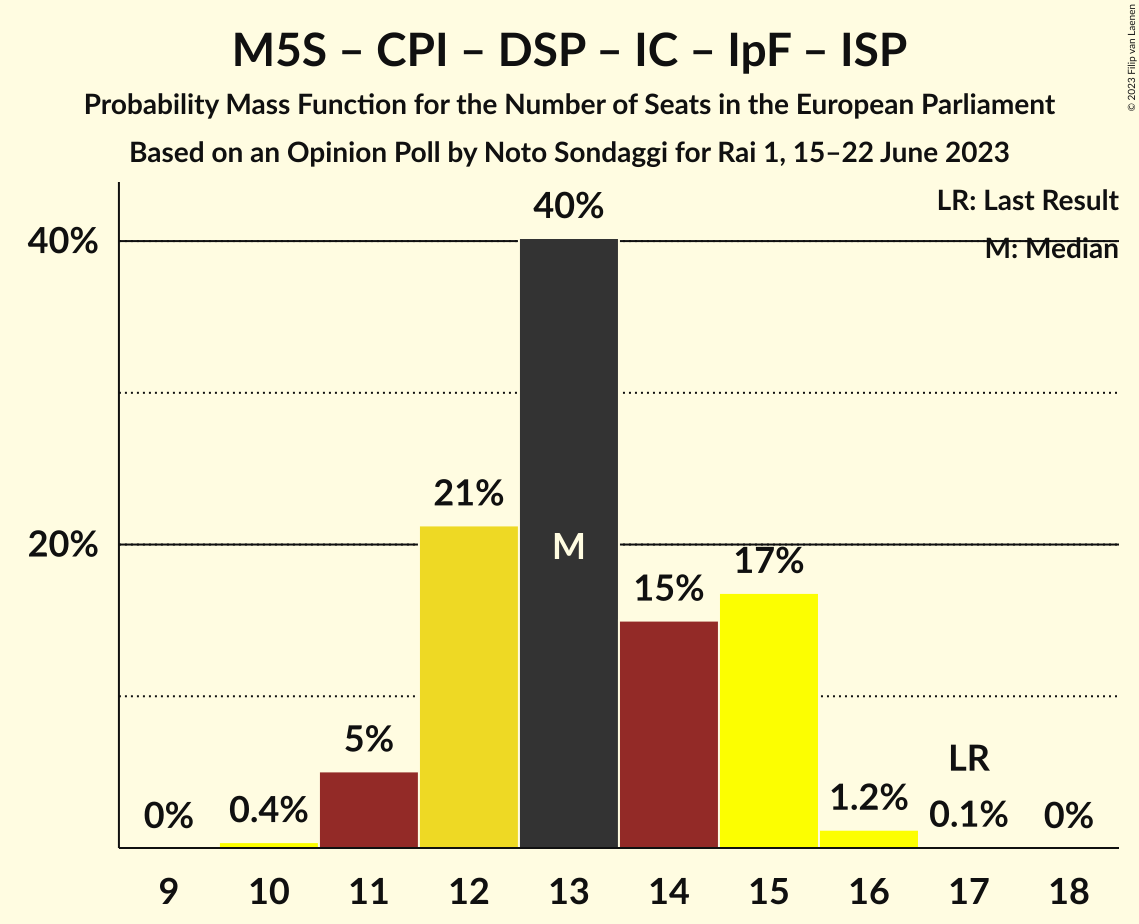 M5S – CPI – DSP – IC – IpF – ISP
Probability Mass Function for the Number of Seats in the European Parliament
Based on an Opinion Poll by Noto Sondaggi for Rai 1, 15–22 June 2023
© 2023 Filip van Laenen
LR: Last Result
M: Median
40%
20%
0%
0.4%
5%
21%
40%
M
15%
17%
1.2%
LR
0.1%
0%
9 10 11 12 13 14 15 16 17 18